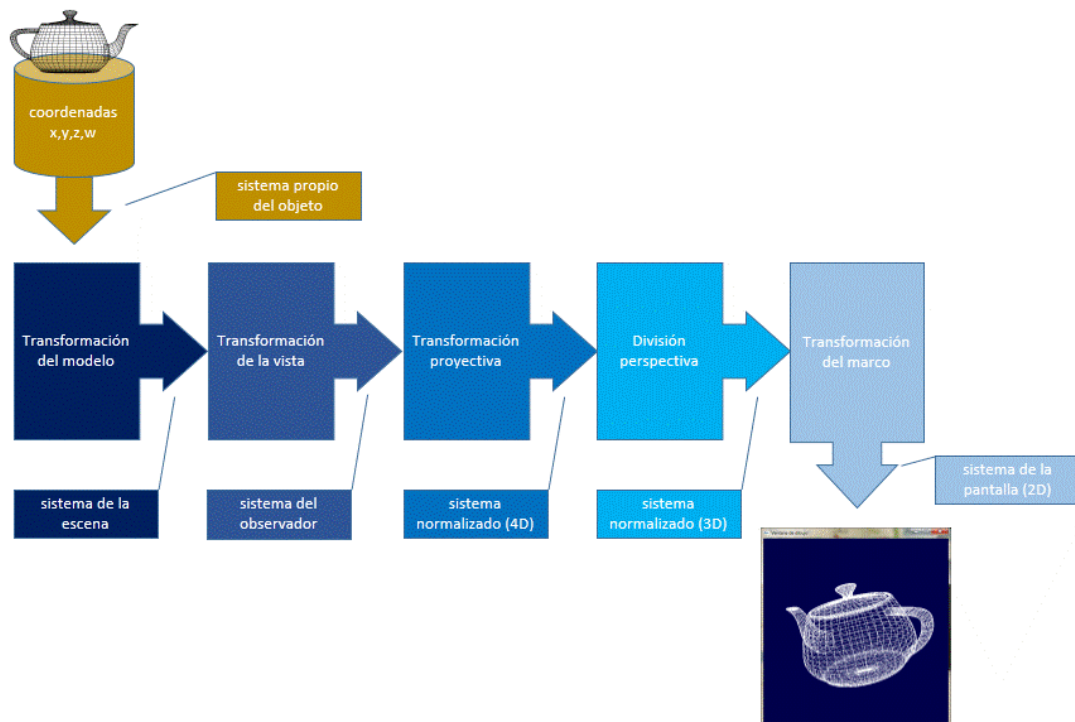 coordenadas
x,y,z,w
sistema propio
del objeto
Transformación
del modelo
Transformación
de la vista
Transformación
proyectiva
División
perspectiva
Transformación
del marco
sistema de la
escena
sistema del
observador
sistema
normalizado (4D)
sistema
normalizado (3D)
sistema de la
pantalla (2D)